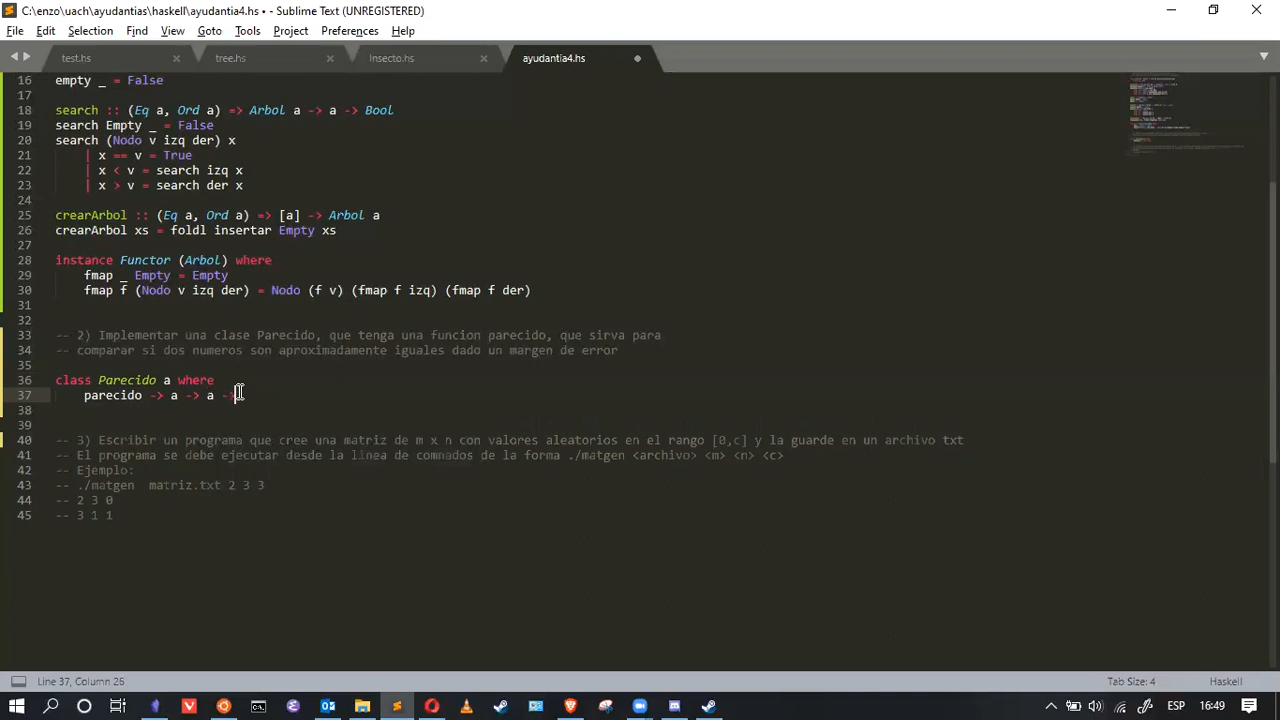 C:\enzo\uach\ayudantias\haskell\ayudantia4.hs • - Sublime Text (UNREGISTERED)
File Edit Selection Find View Goto Tools Project Preferences Help
test.hs tree.hs Insecto.hs ayudantia4.hs
16 empty _ = False
17
18 search :: (Eq a, Ord a) => Arbol a -> a -> Bool
19 search Empty _ = False
20 search (Nodo v izq der) x
21 | x == v = True
22 | x < v = search izq x
23 | x > v = search der x
24
25 crearArbol :: (Eq a, Ord a) => [a] -> Arbol a
26 crearArbol xs = foldl insertar Empty xs
27
28 instance Functor (Arbol) where
29 fmap _ Empty = Empty
30 fmap f (Nodo v izq der) = Nodo (f v) (fmap f izq) (fmap f der)
31
32
33 -- 2) Implementar una clase Parecido, que tenga una funcion parecido, que sirva para
34 -- comparar si dos numeros son aproximadamente iguales dado un margen de error
35
36 class Parecido a where
37 parecido -> a -> a ->
38
39
40 -- 3) Escribir un programa que cree una matriz de m x n con valores aleatorios en el rango [0,c] y la guarde en un archivo txt
41 -- El programa se debe ejecutar desde la linea de commados de la forma ./matgen <archivo> <m> <n> <c>
42 -- Ejemplo:
43 -- ./matgen matriz.txt 2 3 3
44 -- 2 3 0
45 -- 3 1 1
Line 37, Column 26 Tab Size: 4 Haskell
ESP 16:49